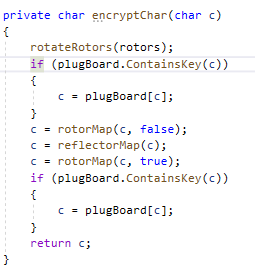 private char encryptChar(char c)
{
    rotateRotors(rotors);
    if (plugBoard.ContainsKey(c))
    {
        c = plugBoard[c];
    }
    c = rotorMap(c, false);
    c = reflectorMap(c);
    c = rotorMap(c, true);
    if (plugBoard.ContainsKey(c))
    {
        c = plugBoard[c];
    }
    return c;
}